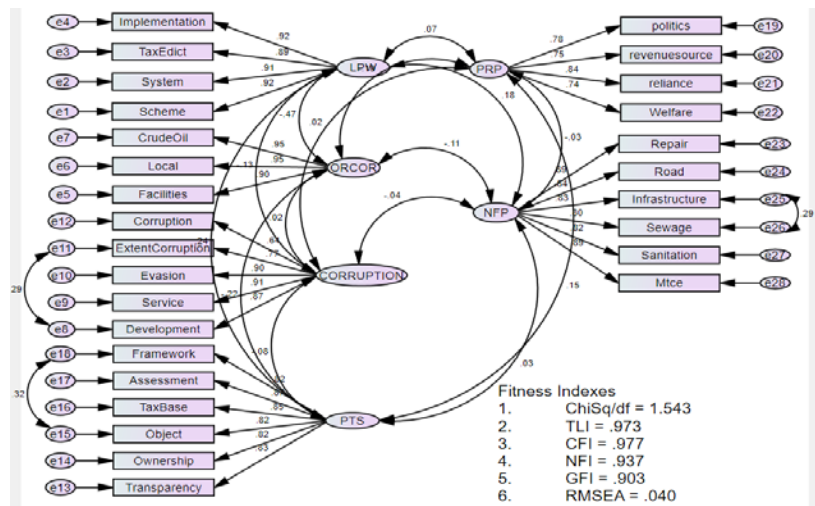 e4 Implementation
e3 TaxEdict
e2 System
e1 Scheme
e7 CrudeOil
e6 Local
e5 Facilities
e12 Corruption
e11 ExtentCorruption
e10 Evasion
e9 Service
e8 Development
e18 Framework
e17 Assessment
e16 TaxBase
e15 Object
e14 Ownership
e13 Transparency
.29
.32
.92
.89
.91
.92
.95
.95
.90
.64
.77
.90
.91
.87
.85
.82
.82
.83
LPW
ORCOR
CORRUPTION
PTS
PRP
NFP
.07
.18
-.47
.02
-.11
-.04
-.03
.02
.13
-.08
.15
.03
.78
.75
.84
.74
politics e19
revenuesource e20
reliance e21
Welfare e22
Repair e23
Road e24
Infrastructure e25
Sewage e26
Sanitation e27
Mtce e28
.29
Fitness Indexes
1. ChiSq/df = 1.543
2. TLI = .973
3. CFI = .977
4. NFI = .937
5. GFI = .903
6. RMSEA = .040